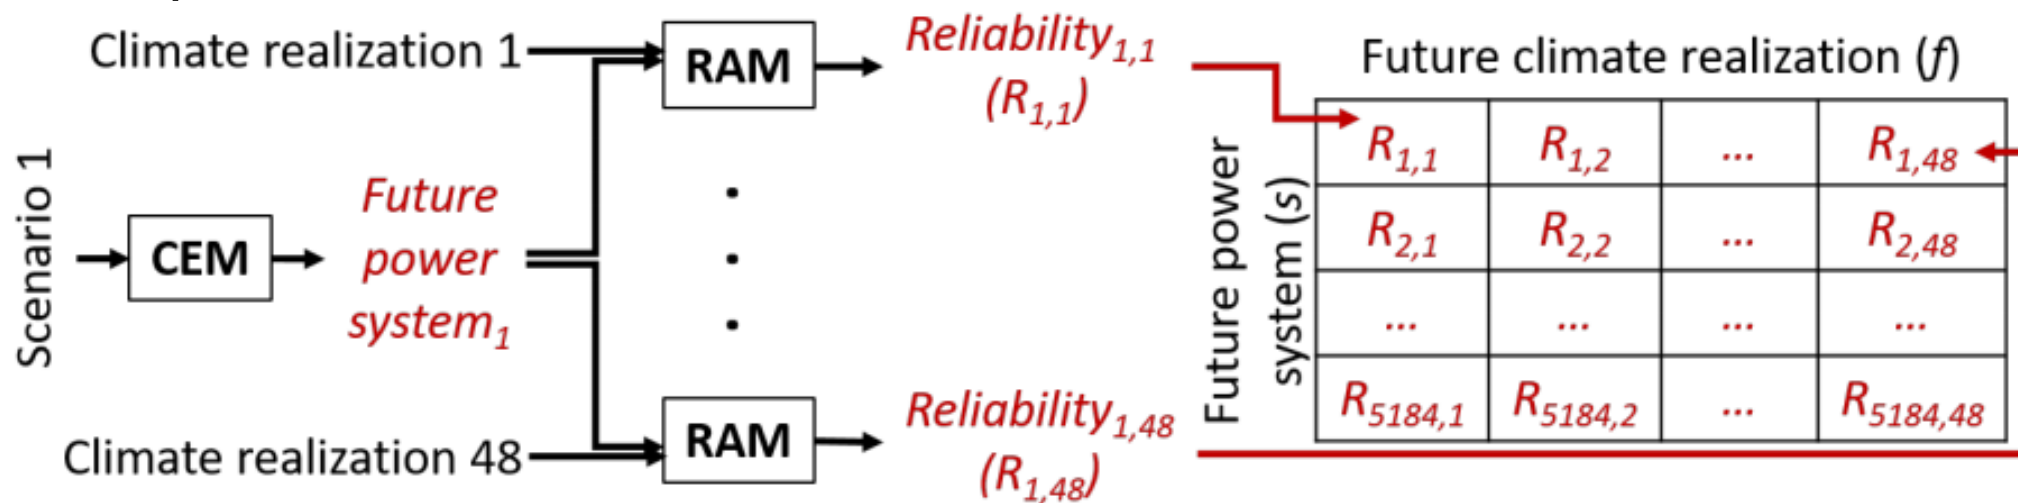 Scenario 1
Climate realization 1
CEM
Future
power
system1
Climate realization 48
RAM
.
.
.
RAM
Reliability1,1
(R1,1)
Reliability1,48
(R1,48)
Future climate realization (f)
Future power
system (s)
R1,1 R1,2 ... R1,48
R2,1 R2,2 ... R2,48
... ... ... ...
R5184,1 R5184,2 ... R5184,48